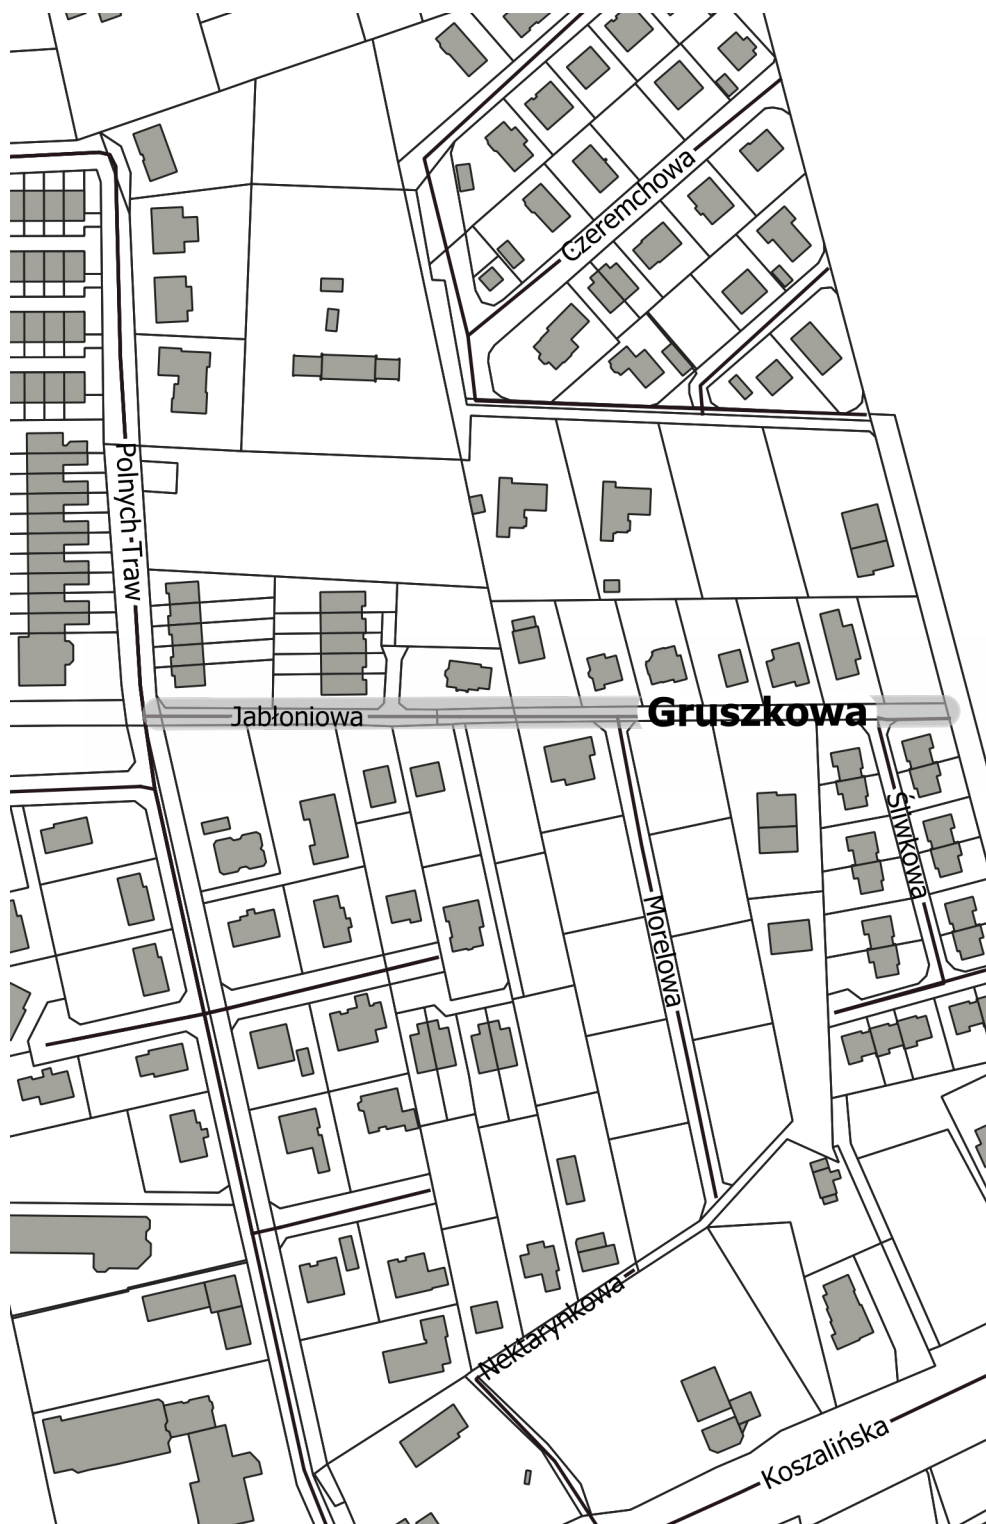 Czeremchowa
Polnych-Traw
Jabłoniowa
Gruszkowa
Śliwkowa
Morelowa
Nektarynkowa
Koszalińska